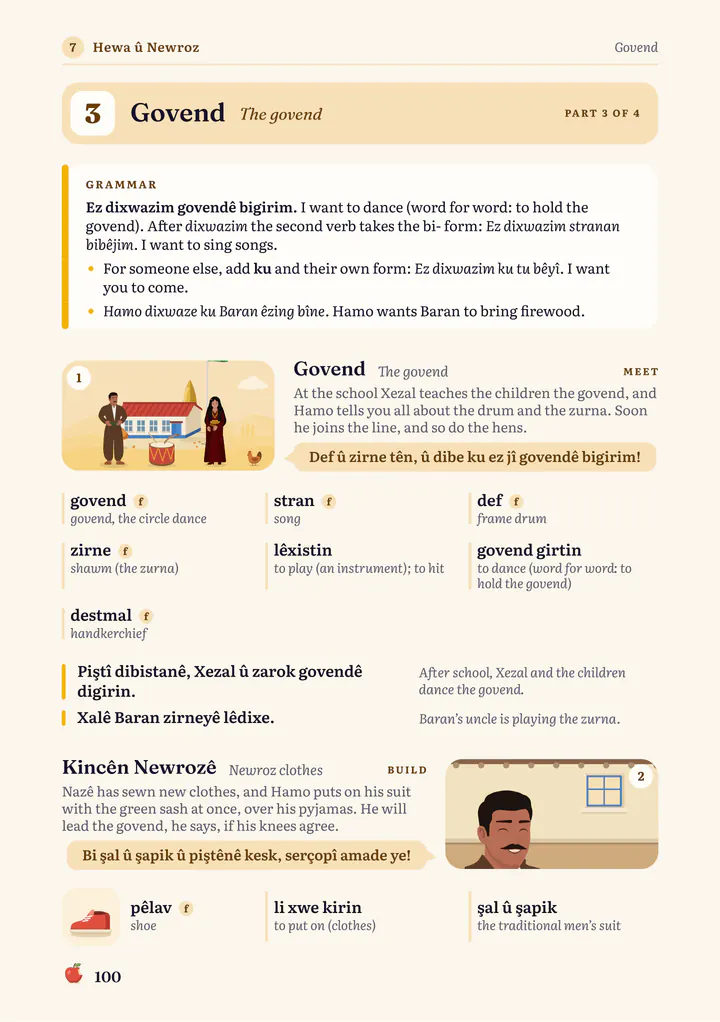 7 Hewa û Newroz
Govend
3 Govend The govend PART 3 OF 4
GRAMMAR
Ez dixwazim govendê bigirim. I want to dance (word for word: to hold the
govend). After dixwazim the second verb takes the bi- form: Ez dixwazim stranan
bibêjim. I want to sing songs.
• For someone else, add ku and their own form: Ez dixwazim ku tu bêyî. I want
you to come.
• Hamo dixwaze ku Baran êzing bîne. Hamo wants Baran to bring firewood.
1
Govend The govend MEET
At the school Xezal teaches the children the govend, and
Hamo tells you all about the drum and the zurna. Soon
he joins the line, and so do the hens.
Def û zirne tên, û dibe ku ez jî govendê bigirim!
govend f
govend, the circle dance
stran f
song
def f
frame drum
zirne f
shawm (the zurna)
lêxistin
to play (an instrument); to hit
govend girtin
to dance (word for word: to
hold the govend)
destmal f
handkerchief
Piştî dibistanê, Xezal û zarok govendê
digirin.
After school, Xezal and the children
dance the govend.
Xalê Baran zirneyê lêdixe.
Baran’s uncle is playing the zurna.
Kincên Newrozê Newroz clothes BUILD
Nazê has sewn new clothes, and Hamo puts on his suit
with the green sash at once, over his pyjamas. He will
lead the govend, he says, if his knees agree.
Bi şal û şapik û piştênê kesk, serçopî amade ye!
2
pêlav f
shoe
li xwe kirin
to put on (clothes)
şal û şapik
the traditional men’s suit
100